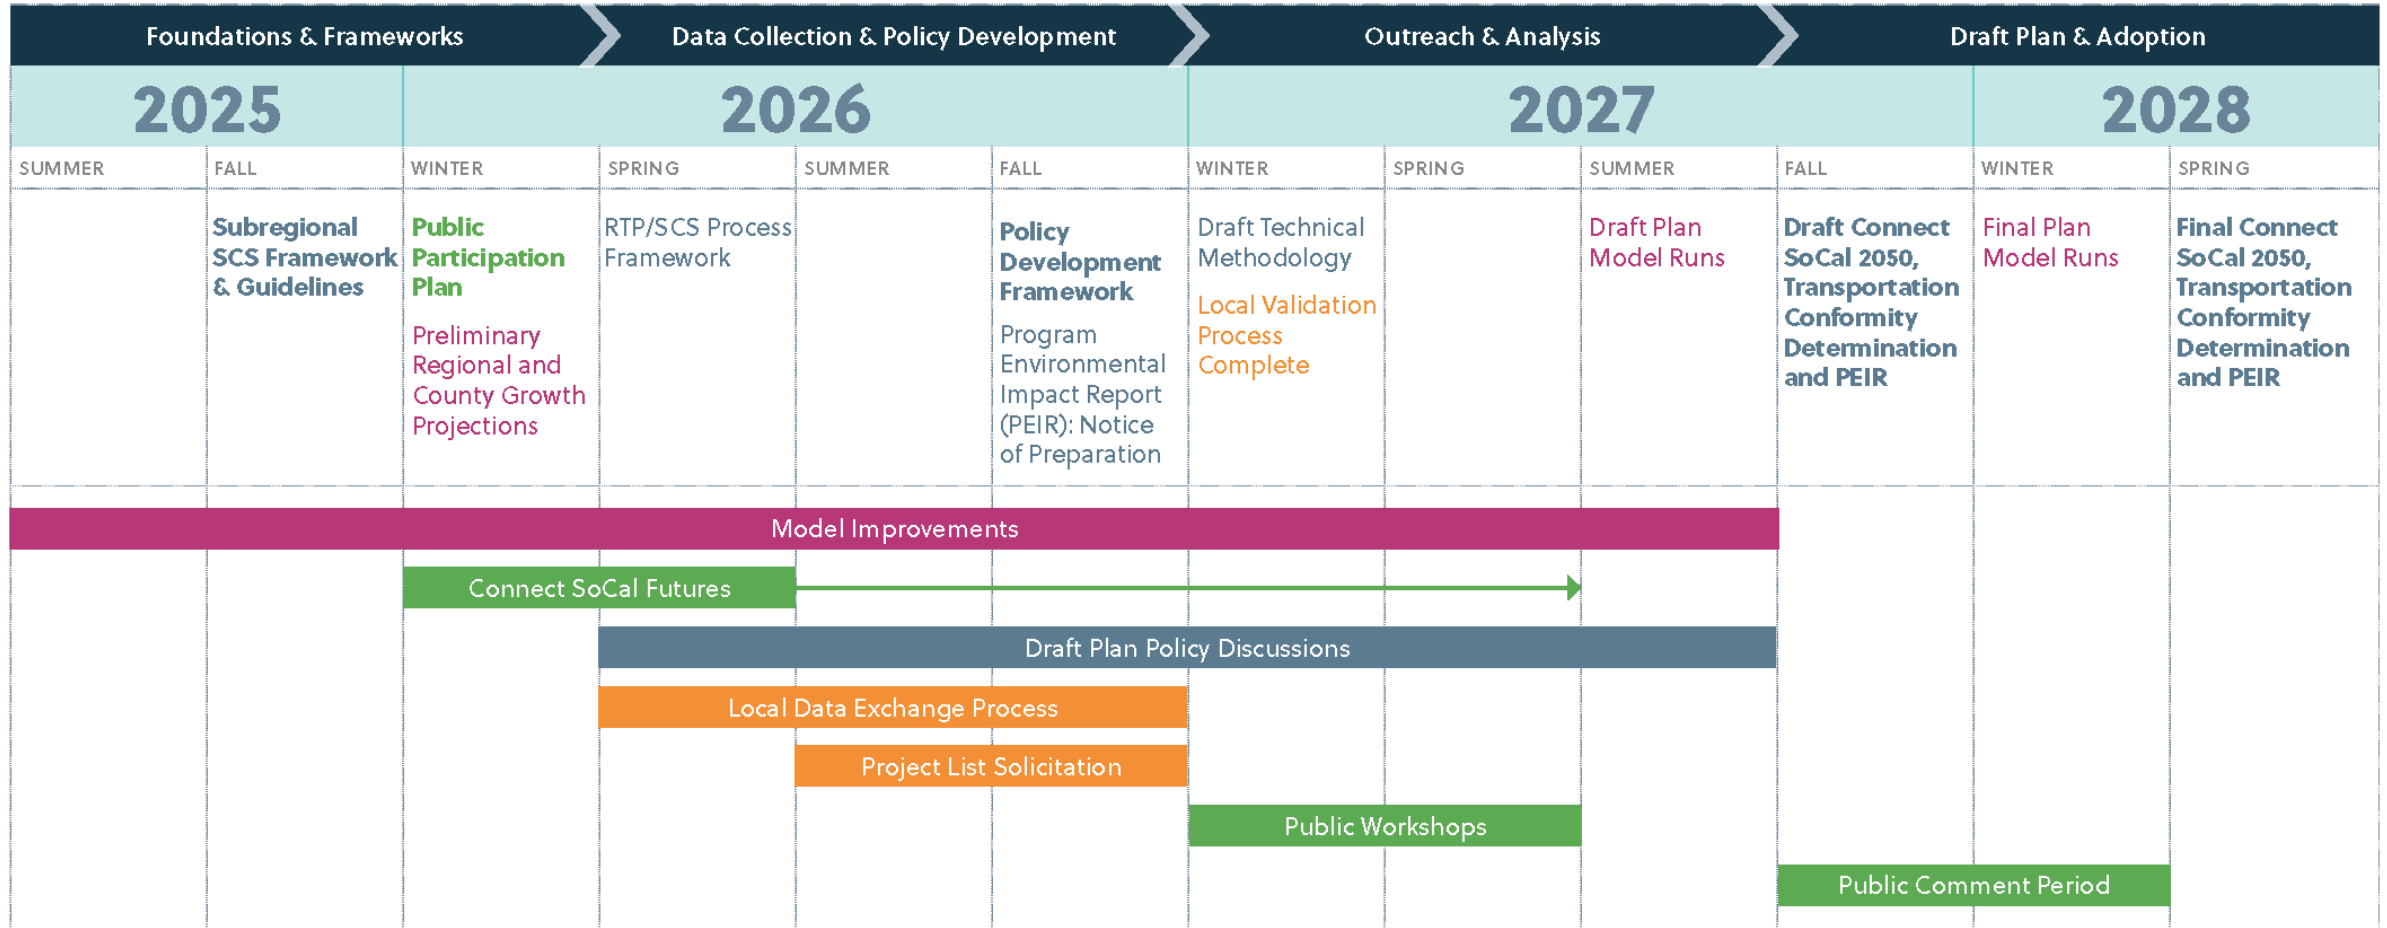 Foundations & Frameworks
Data Collection & Policy Development
Outreach & Analysis
Draft Plan & Adoption
2025
2026
2027
2028
SUMMER
FALL
WINTER
SPRING
SUMMER
FALL
WINTER
SPRING
SUMMER
FALL
WINTER
SPRING
Subregional
SCS Framework
& Guidelines
Public
Participation
Plan
Preliminary
Regional and
County Growth
Projections
RTP/SCS Process
Framework
Policy
Development
Framework
Program
Environmental
Impact Report
(PEIR): Notice
of Preparation
Draft Technical
Methodology
Local Validation
Process
Complete
Draft Plan
Model Runs
Draft Connect
SoCal 2050,
Transportation
Conformity
Determination
and PEIR
Final Plan
Model Runs
Final Connect
SoCal 2050,
Transportation
Conformity
Determination
and PEIR
Model Improvements
Connect SoCal Futures
Draft Plan Policy Discussions
Local Data Exchange Process
Project List Solicitation
Public Workshops
Public Comment Period